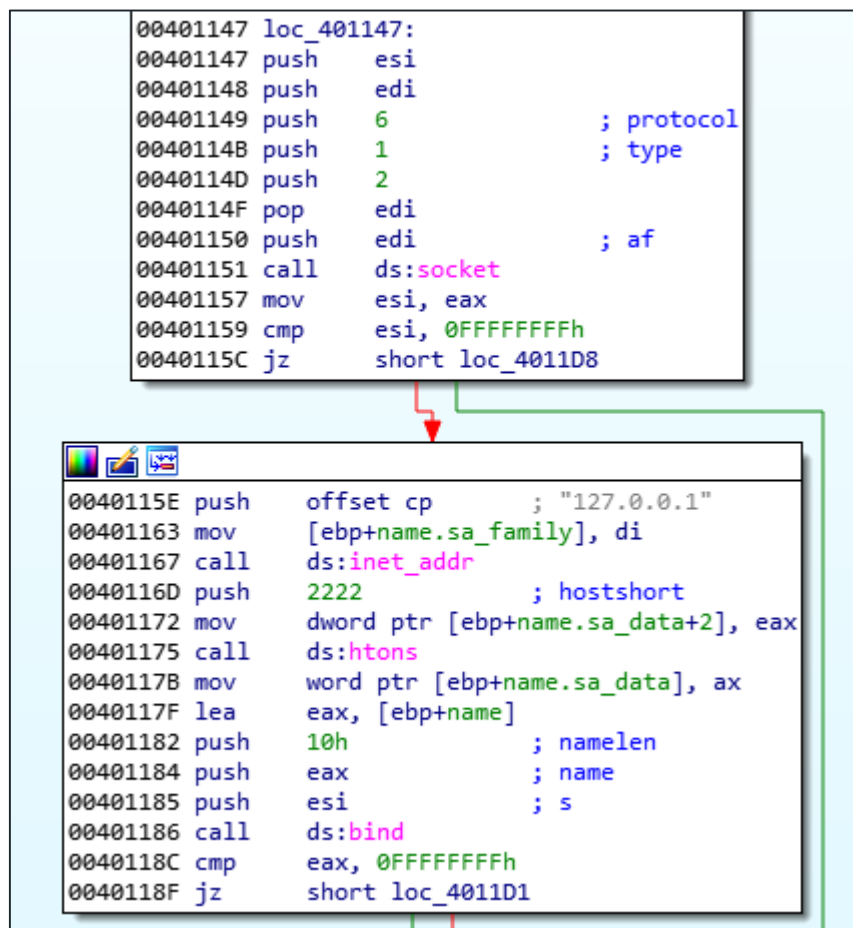 00401147 loc_401147:
00401147 push esi
00401148 push edi
00401149 push 6 ; protocol
0040114B push 1 ; type
0040114D push 2
0040114F pop edi
00401150 push edi ; af
00401151 call ds:socket
00401157 mov esi, eax
00401159 cmp esi, 0FFFFFFFFh
0040115C jz short loc_4011D8
0040115E push offset cp ; "127.0.0.1"
00401163 mov [ebp+name.sa_family], di
00401167 call ds:inet_addr
0040116D push 2222 ; hostshort
00401172 mov dword ptr [ebp+name.sa_data+2], eax
00401175 call ds:htons
0040117B mov word ptr [ebp+name.sa_data], ax
0040117F lea eax, [ebp+name]
00401182 push 10h ; namelen
00401184 push eax ; name
00401185 push esi ; s
00401186 call ds:bind
0040118C cmp eax, 0FFFFFFFFh
0040118F jz short loc_4011D1